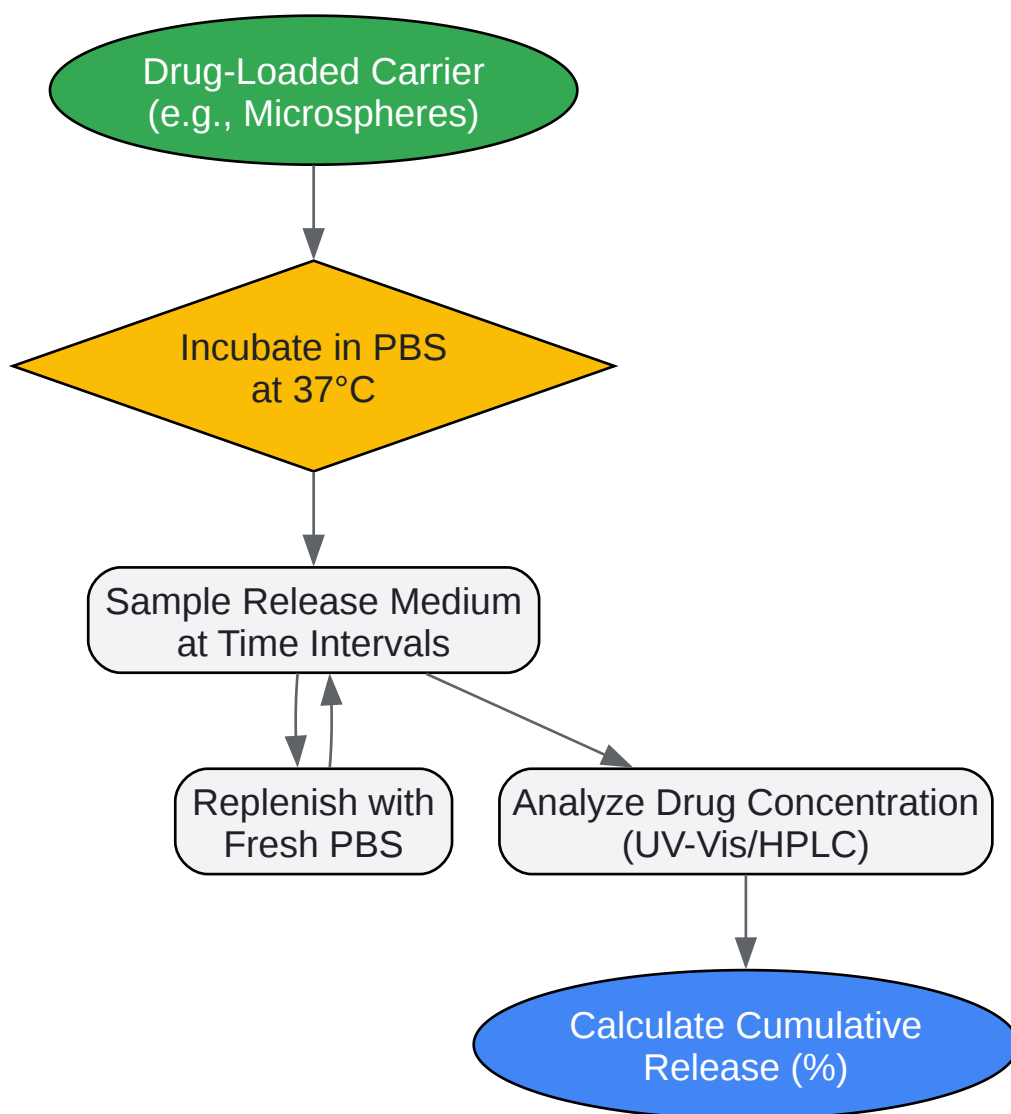 Drug-Loaded Carrier
(e.g., Microspheres)
Incubate in PBS
at 37°C
Sample Release Medium
at Time Intervals
Replenish with
Fresh PBS
Analyze Drug Concentration
(UV-Vis/HPLC)
Calculate Cumulative
Release (%)